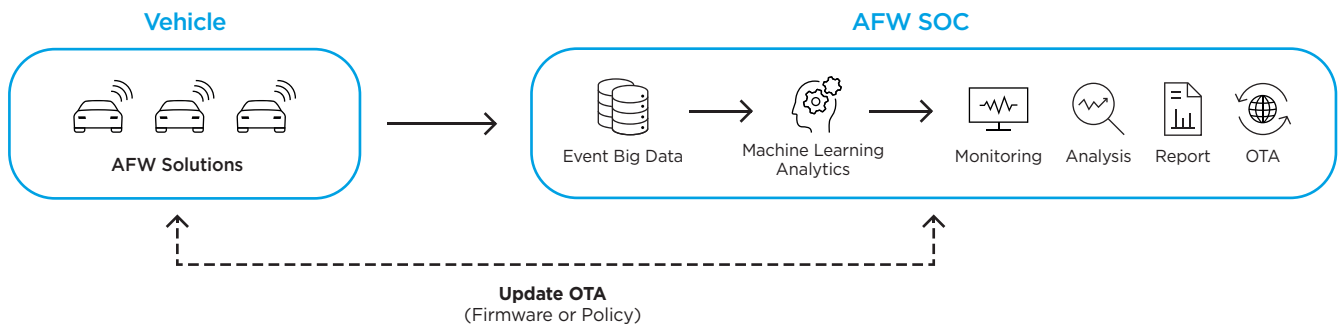 Vehicle
AFW SOC
AFW Solutions
Event Big Data
Machine Learning
Analytics
Monitoring
Analysis
Report
OTA
Update OTA
(Firmware or Policy)